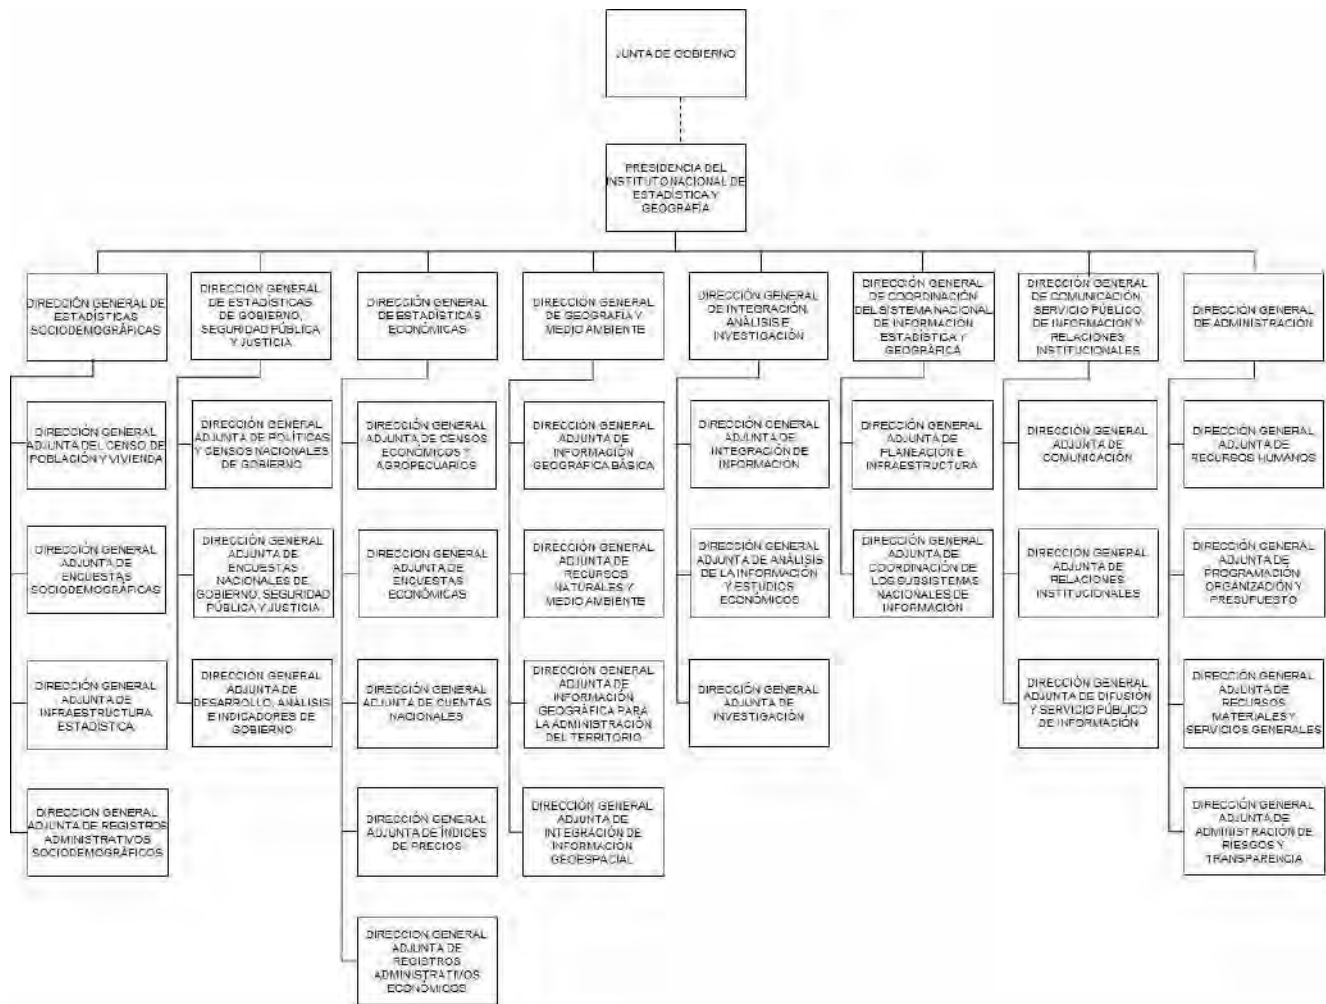 JUNTA DE GOBIERNO
PRESIDENCIA DEL
INSTITUTO NACIONAL DE
ESTADÍSTICA Y
GEOGRAFÍA
DIRECCIÓN GENERAL DE
ESTADÍSTICAS
SOCIODEMOGRÁFICAS
DIRECCIÓN GENERAL
DE ESTADÍSTICAS
DE GOBIERNO,
SEGURIDAD PÚBLICA
Y JUSTICIA
DIRECCIÓN GENERAL
DE ESTADÍSTICAS
ECONÓMICAS
DIRECCIÓN GENERAL
DE GEOGRAFÍA Y
MEDIO AMBIENTE
DIRECCIÓN GENERAL
DE INTEGRACIÓN,
ANÁLISIS E
INVESTIGACIÓN
DIRECCIÓN GENERAL
DE COORDINACIÓN
DEL SISTEMA NACIONAL
DE INFORMACIÓN
ESTADÍSTICA Y
GEOGRÁFICA
DIRECCIÓN GENERAL
DE COMUNICACIÓN,
SERVICIO PÚBLICO,
DE INFORMACIÓN Y
RELACIONES
INSTITUCIONALES
DIRECCIÓN GENERAL
DE ADMINISTRACIÓN
DIRECCIÓN GENERAL
ADJUNTA DEL CENSO DE
POBLACIÓN Y VIVIENDA
DIRECCIÓN GENERAL
ADJUNTA DE POLÍTICAS
Y CENSOS NACIONALES
DE GOBIERNO
DIRECCIÓN GENERAL
ADJUNTA DE CENSOS
ECONÓMICOS Y
AGROPECUARIOS
DIRECCIÓN GENERAL
ADJUNTA DE
INFORMACIÓN
GEOGRÁFICA BÁSICA
DIRECCIÓN GENERAL
ADJUNTA DE
INTEGRACIÓN DE
INFORMACIÓN
DIRECCIÓN GENERAL
ADJUNTA DE
PLANEACIÓN E
INFRAESTRUCTURA
DIRECCIÓN GENERAL
ADJUNTA DE
COMUNICACIÓN
DIRECCIÓN GENERAL
ADJUNTA DE
RECURSOS HUMANOS
DIRECCIÓN GENERAL
ADJUNTA DE
ENCUESTAS
SOCIODEMOGRÁFICAS
DIRECCIÓN GENERAL
ADJUNTA DE
ENCUESTAS
NACIONALES DE
GOBIERNO, SEGURIDAD
PÚBLICA Y JUSTICIA
DIRECCIÓN GENERAL
ADJUNTA DE
ENCUESTAS
ECONÓMICAS
DIRECCIÓN GENERAL
ADJUNTA DE
RECURSOS
NATURALES Y
MEDIO AMBIENTE
DIRECCIÓN GENERAL
ADJUNTA DE ANÁLISIS
DE LA INFORMACIÓN
Y ESTUDIOS
ECONÓMICOS
DIRECCIÓN GENERAL
ADJUNTA DE
COORDINACIÓN DE
LOS SUBSISTEMAS
NACIONALES DE
INFORMACIÓN
DIRECCIÓN GENERAL
ADJUNTA DE
RELACIONES
INSTITUCIONALES
DIRECCIÓN GENERAL
ADJUNTA DE
PROGRAMACIÓN,
ORGANIZACIÓN Y
PRESUPUESTO
DIRECCIÓN GENERAL
ADJUNTA DE
INFRAESTRUCTURA
ESTADÍSTICA
DIRECCIÓN GENERAL
ADJUNTA DE
DESARROLLO, ANÁLISIS
E INDICADORES DE
GOBIERNO
DIRECCIÓN GENERAL
ADJUNTA DE CUENTAS
NACIONALES
DIRECCIÓN GENERAL
ADJUNTA DE
INFORMACIÓN
GEOGRÁFICA PARA
LA ADMINISTRACIÓN
DEL TERRITORIO
DIRECCIÓN GENERAL
ADJUNTA DE
INVESTIGACIÓN
DIRECCIÓN GENERAL
ADJUNTA DE DIFUSIÓN
Y SERVICIO PÚBLICO
DE INFORMACIÓN
DIRECCIÓN GENERAL
ADJUNTA DE
RECURSOS
MATERIALES Y
SERVICIOS GENERALES
DIRECCION GENERAL
ADJUNTA DE REGISTROS
ADMINISTRATIVOS
SOCIODEMOGRÁFICOS
DIRECCIÓN GENERAL
ADJUNTA DE ÍNDICES
DE PRECIOS
DIRECCIÓN GENERAL
ADJUNTA DE
INTEGRACIÓN DE
INFORMACIÓN
GEOESPACIAL
DIRECCIÓN GENERAL
ADJUNTA DE
ADMINISTRACIÓN DE
RIESGOS Y
TRANSPARENCIA
DIRECCION GENERAL
ADJUNTA DE
REGISTROS
ADMINISTRATIVOS
ECONÓMICOS